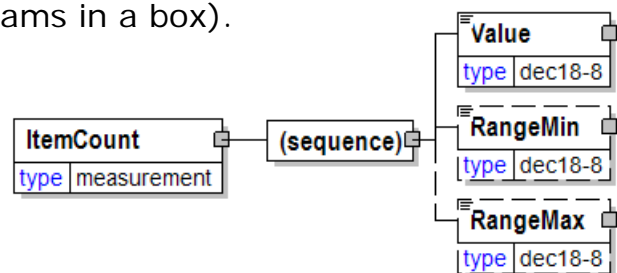 ams in a box).
Value
type dec18-8
RangeMin
type dec18-8
ItemCount
type measurement
(sequence)
RangeMax
type dec18-8